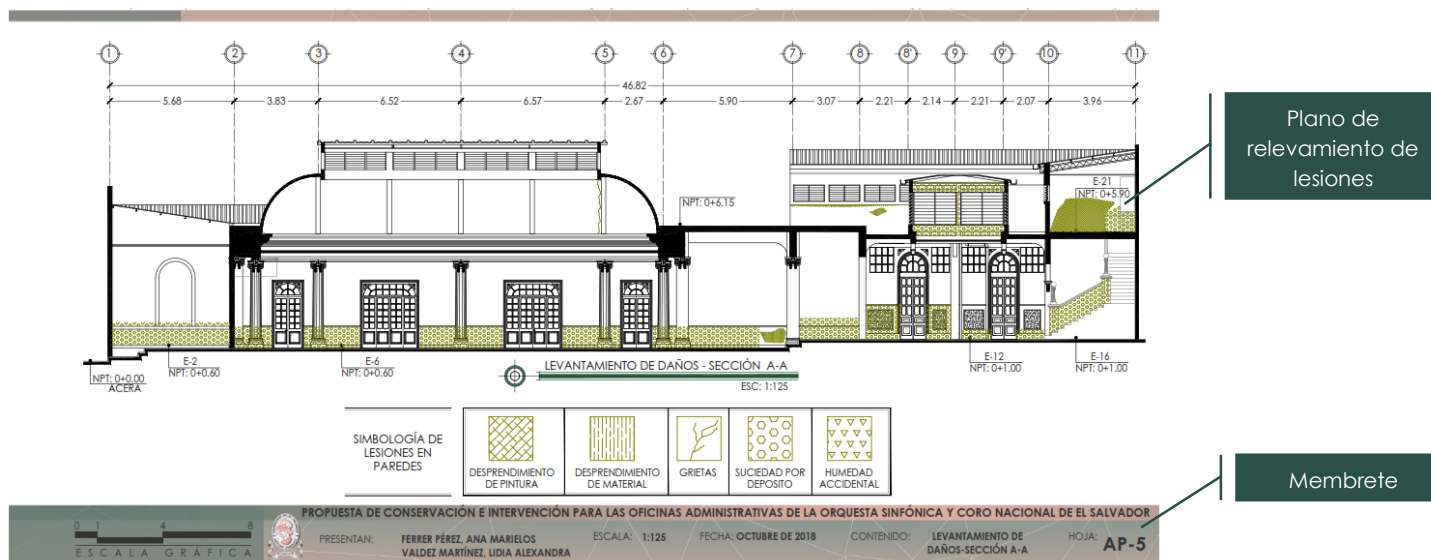 1 2 3 4 5 6 7 8 8' 9 9' 10 11
46.82
5.68 3.83 6.52 6.57 2.67 5.90 3.07 2.21 2.14 2.21 2.07 3.96
Plano de
relevamiento de
lesiones
E-21
NPT: 0+5.90
NPT: 0+6.15
E-2
NPT: 0+0.60
E-6
NPT: 0+0.60
E-12
NPT: 0+1.00
E-16
NPT: 0+1.00
NPT: 0+0.00
ACERA
LEVANTAMIENTO DE DAÑOS - SECCIÓN A-A
ESC: 1:125
SIMBOLOGÍA DE
LESIONES EN
PAREDES
DESPRENDIMIENTO
DE PINTURA
DESPRENDIMIENTO
DE MATERIAL
GRIETAS
SUCIEDAD POR
DEPOSITO
HUMEDAD
ACCIDENTAL
Membrete
PROPUESTA DE CONSERVACIÓN E INTERVENCIÓN PARA LAS OFICINAS ADMINISTRATIVAS DE LA ORQUESTA SINFÓNICA Y CORO NACIONAL DE EL SALVADOR
0 1 4 8
ESCALA GRÁFICA
PRESENTAN: FERRER PÉREZ, ANA MARIELOS
VALDEZ MARTÍNEZ, LIDIA ALEXANDRA
ESCALA: 1:125
FECHA: OCTUBRE DE 2018
CONTENIDO: LEVANTAMIENTO DE
DAÑOS-SECCIÓN A-A
HOJA: AP-5